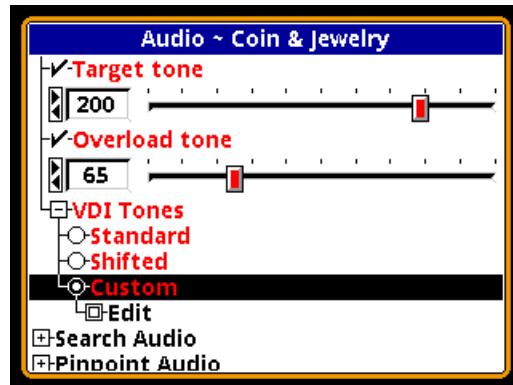 Audio ~ Coin & Jewelry
Target tone
200
Overload tone
65
VDI Tones
Standard
Shifted
Custom
Edit
Search Audio
Pinpoint Audio